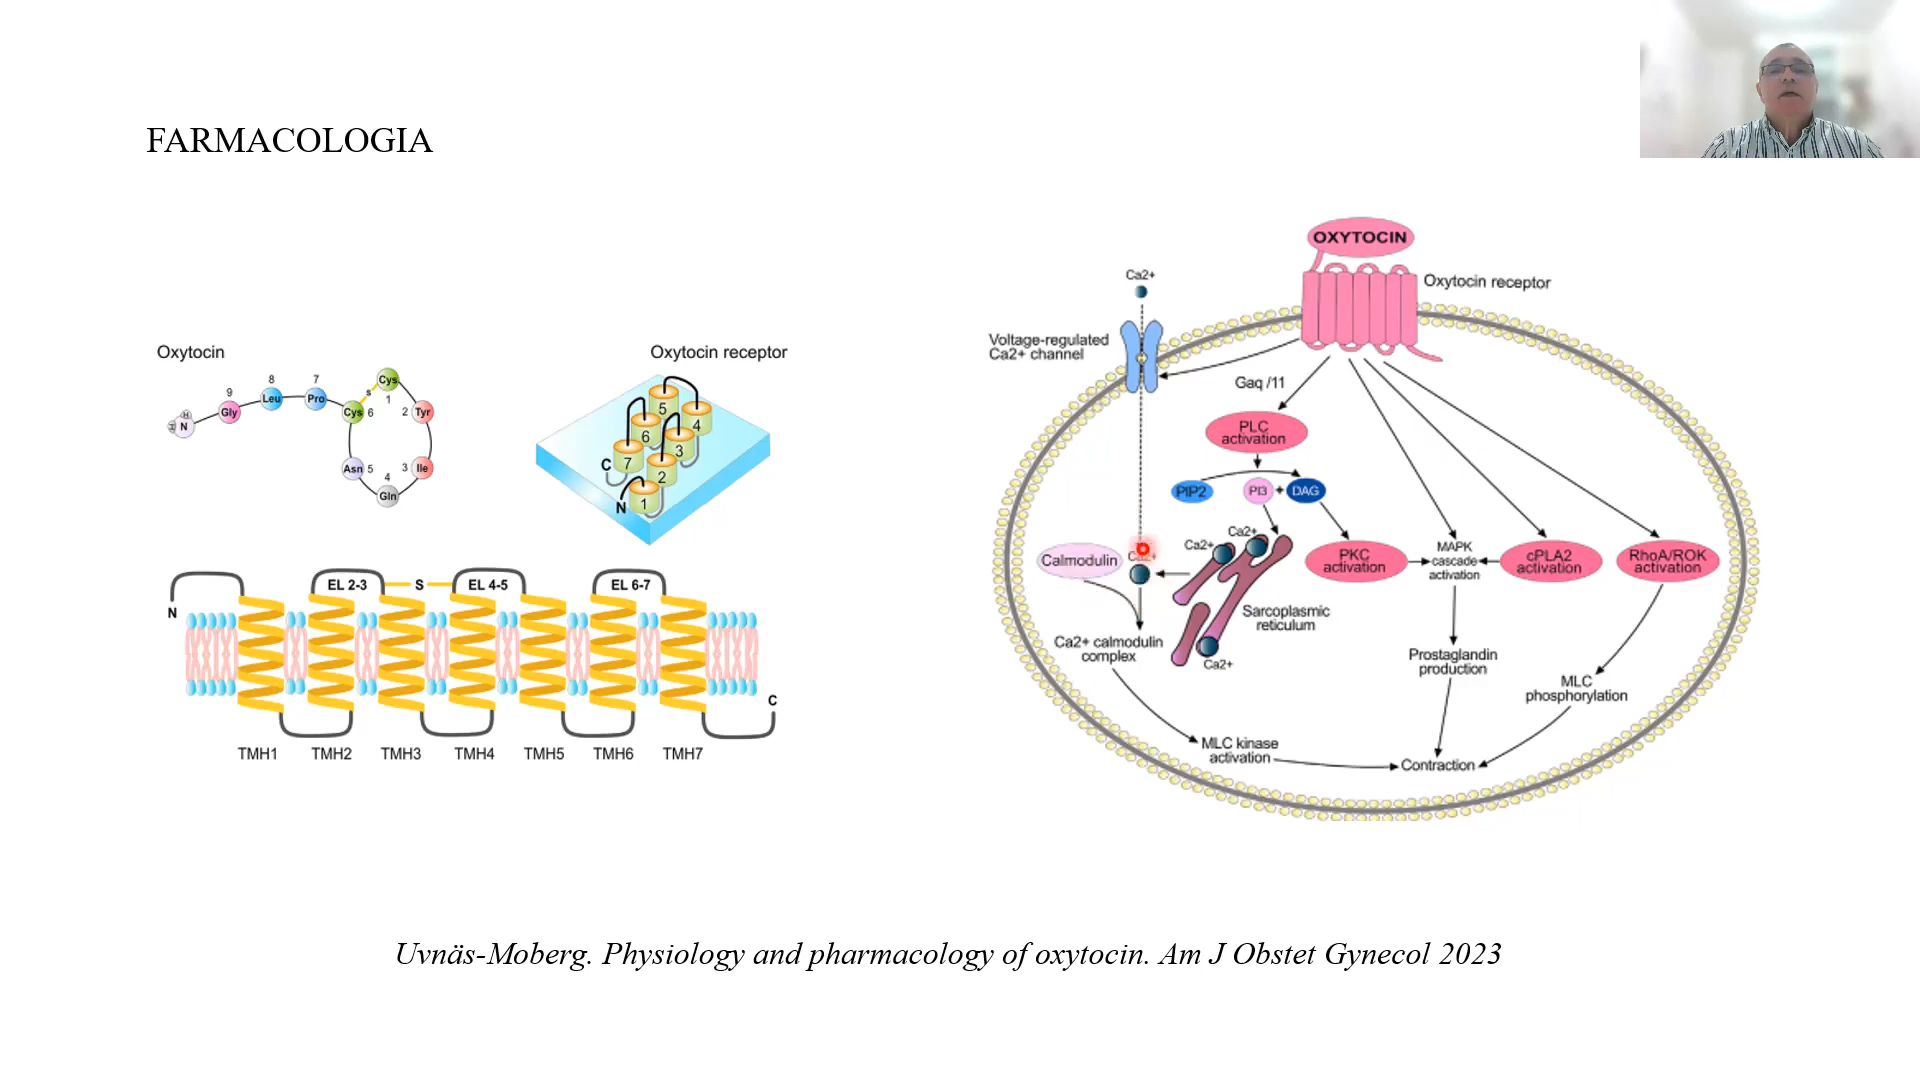 FARMACOLOGIA
Oxytocin
9
8
7
H
H
N
Gly
Leu
Pro
Cys
6
S
Cys
1
2
Tyr
3
Ile
4
Gln
Asn
5
Oxytocin receptor
5
4
6
3
7
2
1
C
N
N
EL 2-3
S
EL 4-5
EL 6-7
C
TMH1
TMH2
TMH3
TMH4
TMH5
TMH6
TMH7
OXYTOCIN
Oxytocin receptor
Ca2+
Voltage-regulated
Ca2+ channel
Gaq /11
PLC
activation
PIP2
PI3
+
DAG
Ca2+
Ca2+
Ca2+
Calmodulin
PKC
activation
MAPK
cascade
activation
cPLA2
activation
RhoA/ROK
activation
Sarcoplasmic
reticulum
Ca2+
Ca2+ calmodulin
complex
Prostaglandin
production
MLC
phosphorylation
MLC kinase
activation
Contraction
Uvnäs-Moberg. Physiology and pharmacology of oxytocin. Am J Obstet Gynecol 2023